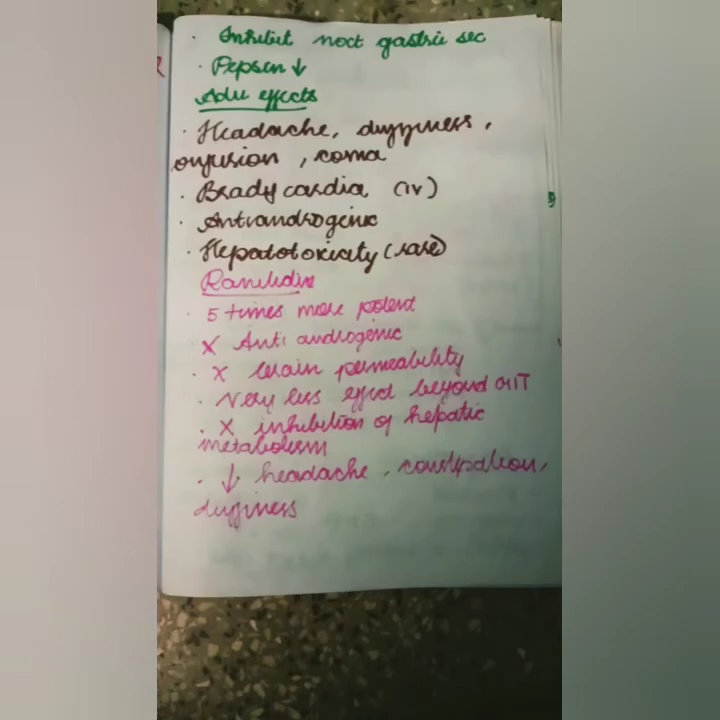 · Inhibit noct gastric sec
· Pepsin ↓
Adv effects
· Headache, dizziness,
onfusion, coma
· Bradycardia (IV)
· Antiandrogenic
· Hepatotoxicity (rare)
Ranitidine
· 5 times more potent
X Anti androgenic
· X brain permeability
· Very less effect beyond GIT
· X inhibition of hepatic
metabolism
· ↓ headache, constipation,
dizziness